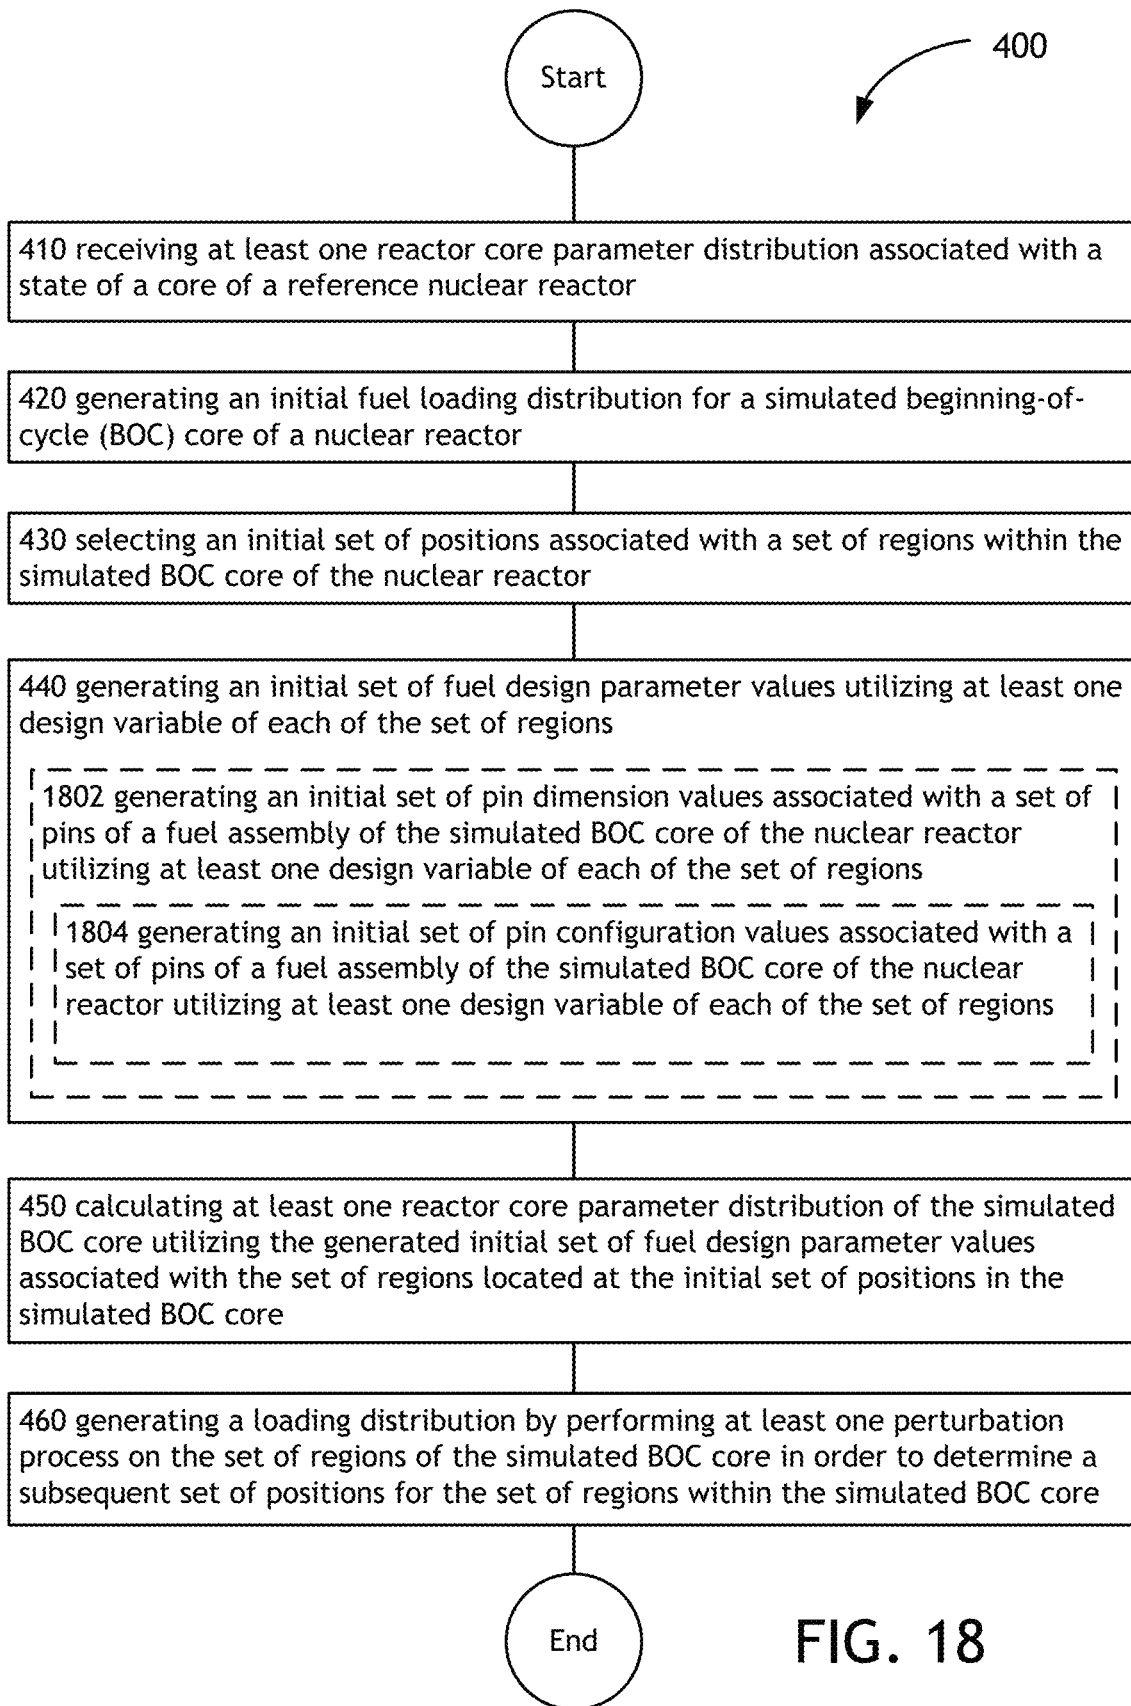 Start
400
410 receiving at least one reactor core parameter distribution associated with a
state of a core of a reference nuclear reactor
420 generating an initial fuel loading distribution for a simulated beginning-of-
cycle (BOC) core of a nuclear reactor
430 selecting an initial set of positions associated with a set of regions within the
simulated BOC core of the nuclear reactor
440 generating an initial set of fuel design parameter values utilizing at least one
design variable of each of the set of regions
1802 generating an initial set of pin dimension values associated with a set of
pins of a fuel assembly of the simulated BOC core of the nuclear reactor
utilizing at least one design variable of each of the set of regions
1804 generating an initial set of pin configuration values associated with a
set of pins of a fuel assembly of the simulated BOC core of the nuclear
reactor utilizing at least one design variable of each of the set of regions
450 calculating at least one reactor core parameter distribution of the simulated
BOC core utilizing the generated initial set of fuel design parameter values
associated with the set of regions located at the initial set of positions in the
simulated BOC core
460 generating a loading distribution by performing at least one perturbation
process on the set of regions of the simulated BOC core in order to determine a
subsequent set of positions for the set of regions within the simulated BOC core
End
FIG. 18